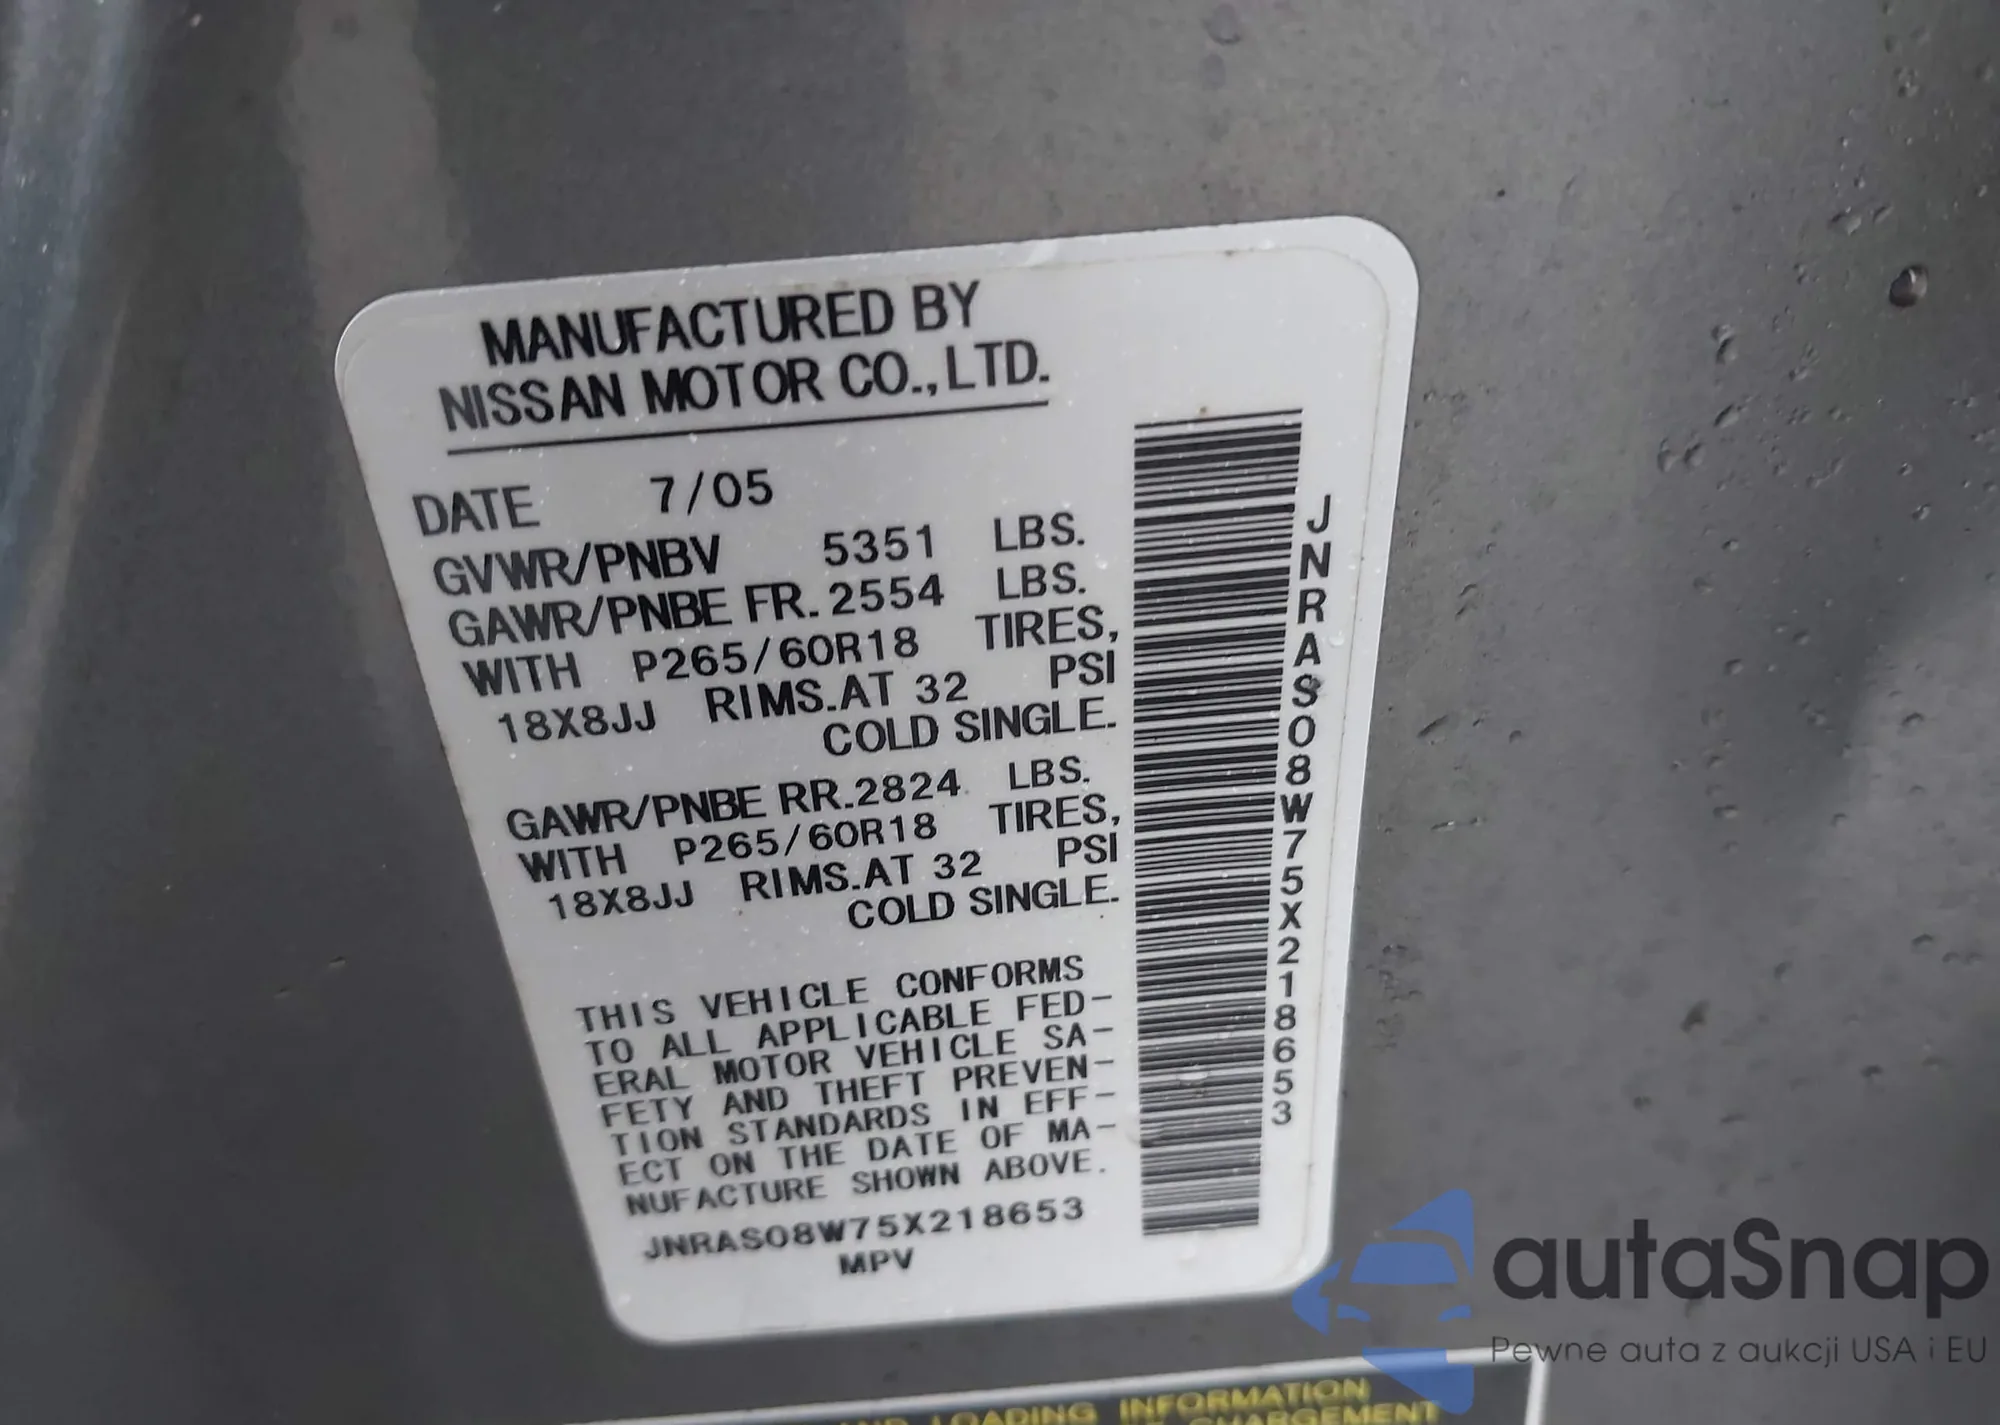 MANUFACTURED BY
NISSAN MOTOR CO., LTD.
DATE 7/05
GVWR/PNBV 5351 LBS.
GAWR/PNBE FR. 2554 LBS.
WITH P265/60R18 TIRES,
18X8JJ RIMS. AT 32 PSI
COLD SINGLE.
GAWR/PNBE RR. 2824 LBS.
WITH P265/60R18 TIRES,
18X8JJ RIMS. AT 32 PSI
COLD SINGLE.
THIS VEHICLE CONFORMS
TO ALL APPLICABLE FED-
ERAL MOTOR VEHICLE SA-
FETY AND THEFT PREVEN-
TION STANDARDS IN EFF-
ECT ON THE DATE OF MA-
NUFACTURE SHOWN ABOVE.
JNRAS08W75X218653
MPV
JNRAS08W75X218653
autaSnap
Pewne auta z aukcji USA i EU
AND LOADING INFORMATION
CHARGEMENT